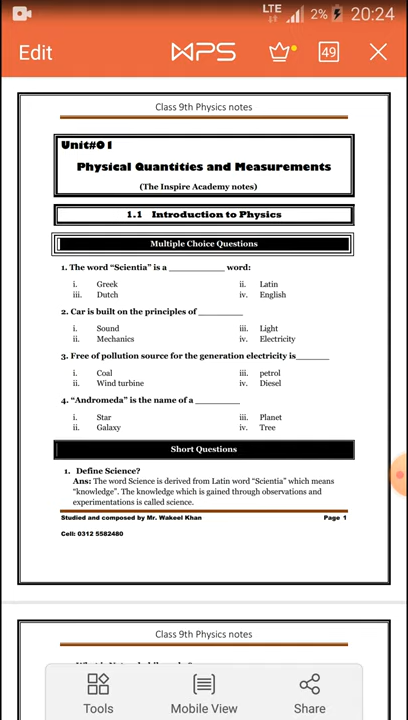 LTE 2% 20:24
Edit WPS 49
Class 9th Physics notes
Unit#01
Physical Quantities and Measurements
(The Inspire Academy notes)
1.1 Introduction to Physics
Multiple Choice Questions
1. The word “Scientia” is a __________ word:
i. Greek ii. Latin
iii. Dutch iv. English
2. Car is built on the principles of ________
i. Sound iii. Light
ii. Mechanics iv. Electricity
3. Free of pollution source for the generation electricity is______
i. Coal iii. petrol
ii. Wind turbine iv. Diesel
4. “Andromeda” is the name of a ________
i. Star iii. Planet
ii. Galaxy iv. Tree
Short Questions
1. Define Science?
Ans: The word Science is derived from Latin word “Scientia” which means
“knowledge”. The knowledge which is gained through observations and
experimentations is called science.
Studied and composed by Mr. Wakeel Khan Page 1
Cell: 0312 5582480
Class 9th Physics notes
Tools Mobile View Share